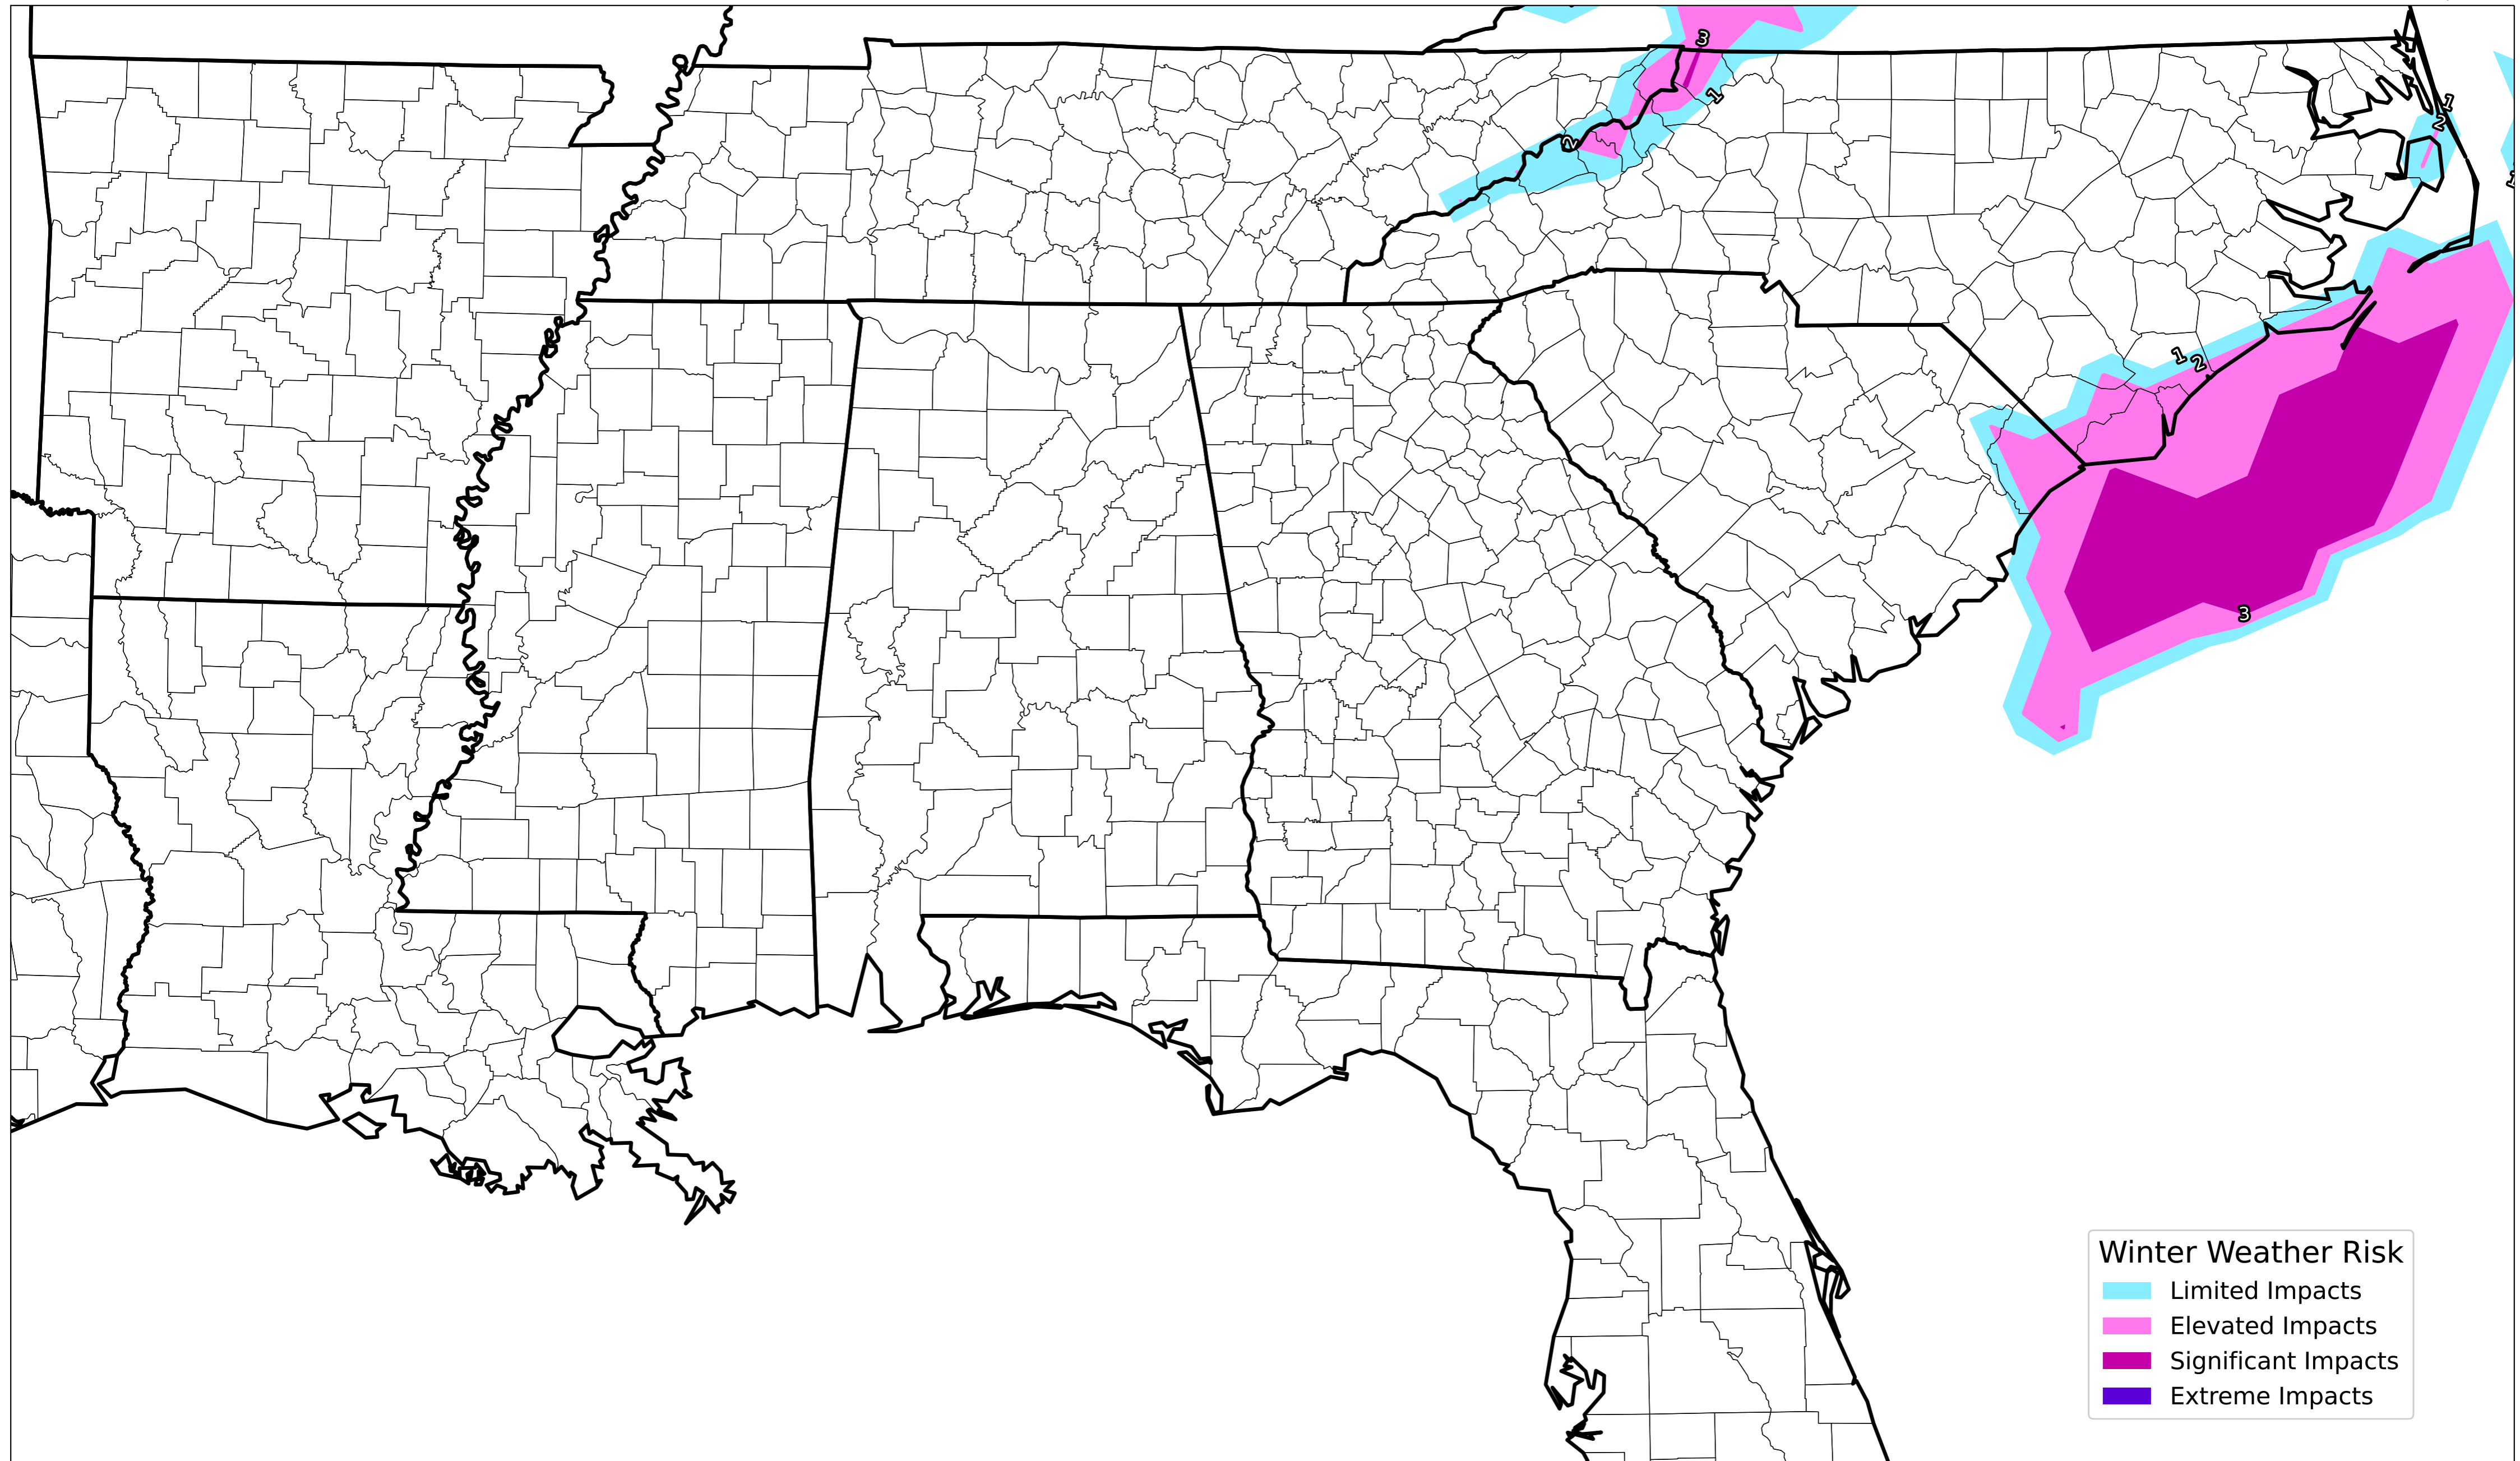 3
1
1
2
2
1
1
2
3
Winter Weather Risk
Limited Impacts
Elevated Impacts
Significant Impacts
Extreme Impacts